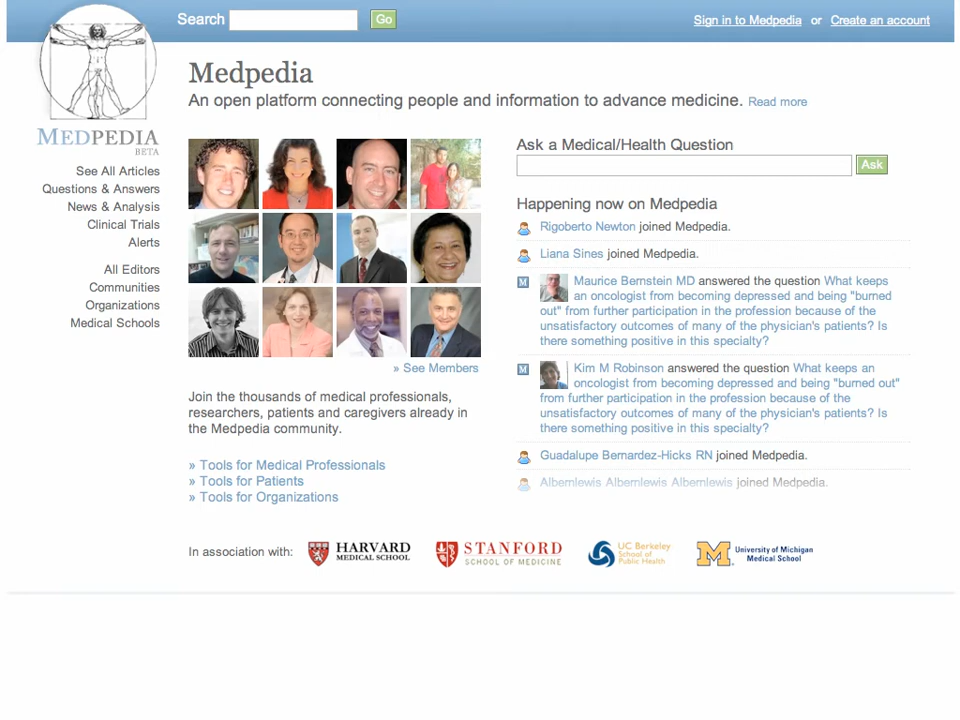 Search
Go
Sign in to Medpedia or Create an account
MEDPEDIA
BETA
See All Articles
Questions & Answers
News & Analysis
Clinical Trials
Alerts
All Editors
Communities
Organizations
Medical Schools
Medpedia
An open platform connecting people and information to advance medicine. Read more
» See Members
Join the thousands of medical professionals,
researchers, patients and caregivers already in
the Medpedia community.
» Tools for Medical Professionals
» Tools for Patients
» Tools for Organizations
Ask a Medical/Health Question
Ask
Happening now on Medpedia
Rigoberto Newton joined Medpedia.
Liana Sines joined Medpedia.
M
Maurice Bernstein MD answered the question What keeps
an oncologist from becoming depressed and being "burned
out" from further participation in the profession because of the
unsatisfactory outcomes of many of the physician's patients? Is
there something positive in this specialty?
M
Kim M Robinson answered the question What keeps an
oncologist from becoming depressed and being "burned out"
from further participation in the profession because of the
unsatisfactory outcomes of many of the physician's patients? Is
there something positive in this specialty?
Guadalupe Bernardez-Hicks RN joined Medpedia.
Albernlewis Albernlewis Albernlewis joined Medpedia.
In association with:
HARVARD
MEDICAL SCHOOL
STANFORD
SCHOOL OF MEDICINE
UC Berkeley
School of
Public Health
M
University of Michigan
Medical School